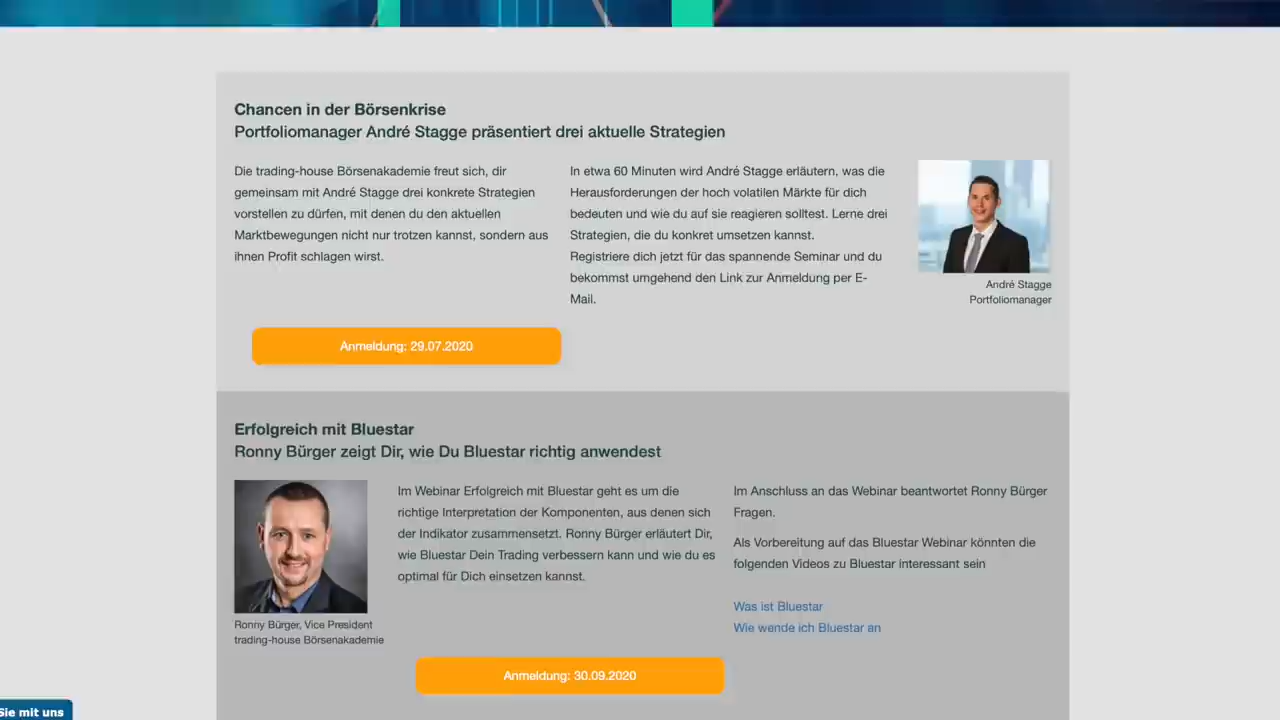 Chancen in der Börsenkrise
Portfoliomanager André Stagge präsentiert drei aktuelle Strategien
Die trading-house Börsenakademie freut sich, dir
gemeinsam mit André Stagge drei konkrete Strategien
vorstellen zu dürfen, mit denen du den aktuellen
Marktbewegungen nicht nur trotzen kannst, sondern aus
ihnen Profit schlagen wirst.
In etwa 60 Minuten wird André Stagge erläutern, was die
Herausforderungen der hoch volatilen Märkte für dich
bedeuten und wie du auf sie reagieren solltest. Lerne drei
Strategien, die du konkret umsetzen kannst.
Registriere dich jetzt für das spannende Seminar und du
bekommst umgehend den Link zur Anmeldung per E-
Mail.
André Stagge
Portfoliomanager
Anmeldung: 29.07.2020
Erfolgreich mit Bluestar
Ronny Bürger zeigt Dir, wie Du Bluestar richtig anwendest
Ronny Bürger, Vice President
trading-house Börsenakademie
Im Webinar Erfolgreich mit Bluestar geht es um die
richtige Interpretation der Komponenten, aus denen sich
der Indikator zusammensetzt. Ronny Bürger erläutert Dir,
wie Bluestar Dein Trading verbessern kann und wie du es
optimal für Dich einsetzen kannst.
Im Anschluss an das Webinar beantwortet Ronny Bürger
Fragen.
Als Vorbereitung auf das Bluestar Webinar könnten die
folgenden Videos zu Bluestar interessant sein
Was ist Bluestar
Wie wende ich Bluestar an
Anmeldung: 30.09.2020
Sie mit uns